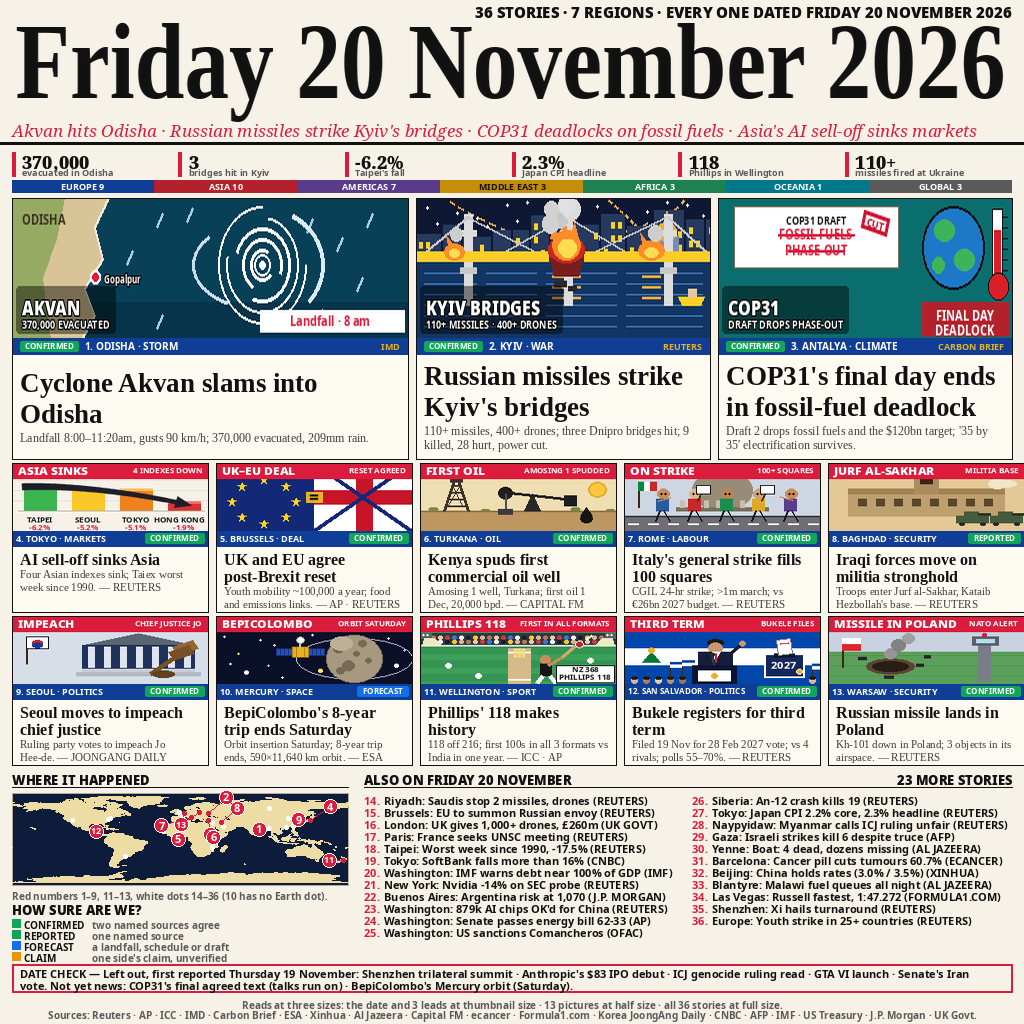 36 STORIES · 7 REGIONS · EVERY ONE DATED FRIDAY 20 NOVEMBER 2026
Friday 20 November 2026
Akvan hits Odisha · Russian missiles strike Kyiv's bridges · COP31 deadlocks on fossil fuels · Asia's AI sell-off sinks markets
370,000
evacuated in Odisha
3
bridges hit in Kyiv
-6.2%
Taipei's fall
2.3%
Japan CPI headline
118
Phillips in Wellington
110+
missiles fired at Ukraine
EUROPE 9
ASIA 10
AMERICAS 7
MIDDLE EAST 3
AFRICA 3
OCEANIA 1
GLOBAL 3
ODISHA
Gopalpur
AKVAN
370,000 EVACUATED
Landfall · 8 am
CONFIRMED 1. ODISHA · STORM IMD
Cyclone Akvan slams into
Odisha
Landfall 8:00–11:20am, gusts 90 km/h; 370,000 evacuated, 209mm rain.
KYIV BRIDGES
110+ MISSILES · 400+ DRONES
CONFIRMED 2. KYIV · WAR REUTERS
Russian missiles strike
Kyiv's bridges
110+ missiles, 400+ drones; three Dnipro bridges hit; 9
killed, 28 hurt, power cut.
COP31 DRAFT
FOSSIL FUELS
PHASE-OUT
CUT
COP31
DRAFT DROPS PHASE-OUT
FINAL DAY
DEADLOCK
CONFIRMED 3. ANTALYA · CLIMATE CARBON BRIEF
COP31's final day ends
in fossil-fuel deadlock
Draft 2 drops fossil fuels and the $120bn target; '35 by
35' electrification survives.
ASIA SINKS 4 INDEXES DOWN
TAIPEI SEOUL TOKYO HONG KONG
-6.2% -5.2% -5.1% -1.9%
4. TOKYO · MARKETS CONFIRMED
AI sell-off sinks Asia
Four Asian indexes sink; Taiex worst
week since 1990. — REUTERS
UK–EU DEAL RESET AGREED
5. BRUSSELS · DEAL CONFIRMED
UK and EU agree
post-Brexit reset
Youth mobility ~100,000 a year; food
and emissions links. — AP · REUTERS
FIRST OIL AMOSING 1 SPUDDED
6. TURKANA · OIL CONFIRMED
Kenya spuds first
commercial oil well
Amosing 1 well, Turkana; first oil 1
Dec, 20,000 bpd. — CAPITAL FM
ON STRIKE 100+ SQUARES
7. ROME · LABOUR CONFIRMED
Italy's general strike fills
100 squares
CGIL 24-hr strike; >1m march; vs
€26bn 2027 budget. — REUTERS
JURF AL-SAKHAR MILITIA BASE
8. BAGHDAD · SECURITY REPORTED
Iraqi forces move on
militia stronghold
Troops enter Jurf al-Sakhar, Kataib
Hezbollah's base. — REUTERS
IMPEACH CHIEF JUSTICE JO
9. SEOUL · POLITICS CONFIRMED
Seoul moves to impeach
chief justice
Ruling party votes to impeach Jo
Hee-de. — JOONGANG DAILY
BEPICOLOMBO ORBIT SATURDAY
10. MERCURY · SPACE FORECAST
BepiColombo's 8-year
trip ends Saturday
Orbit insertion Saturday; 8-year trip
ends, 590×11,640 km orbit. — ESA
PHILLIPS 118 FIRST IN ALL FORMATS
NZ 368
PHILLIPS 118
11. WELLINGTON · SPORT CONFIRMED
Phillips' 118 makes
history
118 off 216; first 100s in all 3 formats vs
India in one year. — ICC · AP
THIRD TERM BUKELE FILES
2027
12. SAN SALVADOR · POLITICS CONFIRMED
Bukele registers for third
term
Filed 19 Nov for 28 Feb 2027 vote; vs 4
rivals; polls 55–70%. — REUTERS
MISSILE IN POLAND NATO ALERT
13. WARSAW · SECURITY CONFIRMED
Russian missile lands in
Poland
Kh-101 down in Poland; 3 objects in its
airspace. — REUTERS
WHERE IT HAPPENED
2
8
4
9
7
13
12
1
5
6
11
Red numbers 1–9, 11–13, white dots 14–36 (10 has no Earth dot).
HOW SURE ARE WE?
CONFIRMED two named sources agree
REPORTED one named source
FORECAST a landfall, schedule or draft
CLAIM one side's claim, unverified
ALSO ON FRIDAY 20 NOVEMBER 23 MORE STORIES
14. Riyadh: Saudis stop 2 missiles, drones (REUTERS)
15. Brussels: EU to summon Russian envoy (REUTERS)
16. London: UK gives 1,000+ drones, £260m (UK GOVT)
17. Paris: France seeks UNSC meeting (REUTERS)
18. Taipei: Worst week since 1990, -17.5% (REUTERS)
19. Tokyo: SoftBank falls more than 16% (CNBC)
20. Washington: IMF warns debt near 100% of GDP (IMF)
21. New York: Nvidia -14% on SEC probe (REUTERS)
22. Buenos Aires: Argentina risk at 1,070 (J.P. MORGAN)
23. Washington: 879k AI chips OK'd for China (REUTERS)
24. Washington: Senate passes energy bill 62-33 (AP)
25. Washington: US sanctions Comancheros (OFAC)
26. Siberia: An-12 crash kills 19 (REUTERS)
27. Tokyo: Japan CPI 2.2% core, 2.3% headline (REUTERS)
28. Naypyidaw: Myanmar calls ICJ ruling unfair (REUTERS)
29. Gaza: Israeli strikes kill 6 despite truce (AFP)
30. Yenne: Boat: 4 dead, dozens missing (AL JAZEERA)
31. Barcelona: Cancer pill cuts tumours 60.7% (ECANCER)
32. Beijing: China holds rates (3.0% / 3.5%) (XINHUA)
33. Blantyre: Malawi fuel queues all night (AL JAZEERA)
34. Las Vegas: Russell fastest, 1:47.272 (FORMULA1.COM)
35. Shenzhen: Xi hails turnaround (REUTERS)
36. Europe: Youth strike in 25+ countries (REUTERS)
DATE CHECK — Left out, first reported Thursday 19 November: Shenzhen trilateral summit · Anthropic's $83 IPO debut · ICJ genocide ruling read · GTA VI launch · Senate's Iran
vote. Not yet news: COP31's final agreed text (talks run on) · BepiColombo's Mercury orbit (Saturday).
Reads at three sizes: the date and 3 leads at thumbnail size · 13 pictures at half size · all 36 stories at full size.
Sources: Reuters · AP · ICC · IMD · Carbon Brief · ESA · Xinhua · Al Jazeera · Capital FM · ecancer · Formula1.com · Korea JoongAng Daily · CNBC · AFP · IMF · US Treasury · J.P. Morgan · UK Govt.